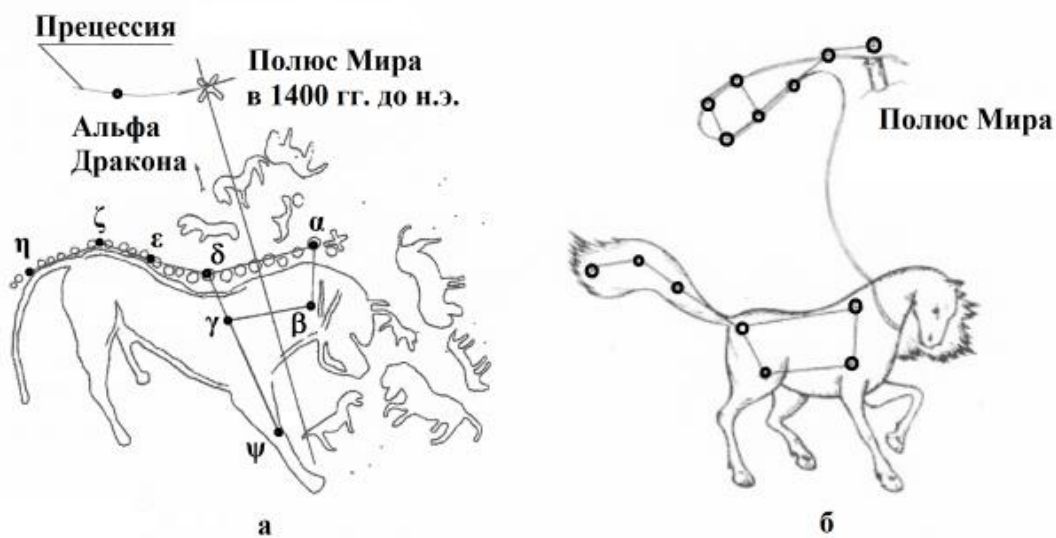 Прецессия
Полюс Мира
в 1400 гг. до н.э.
Альфа
Дракона
η
ζ
ε
δ
α
γ
β
ψ
а
Полюс Мира
б